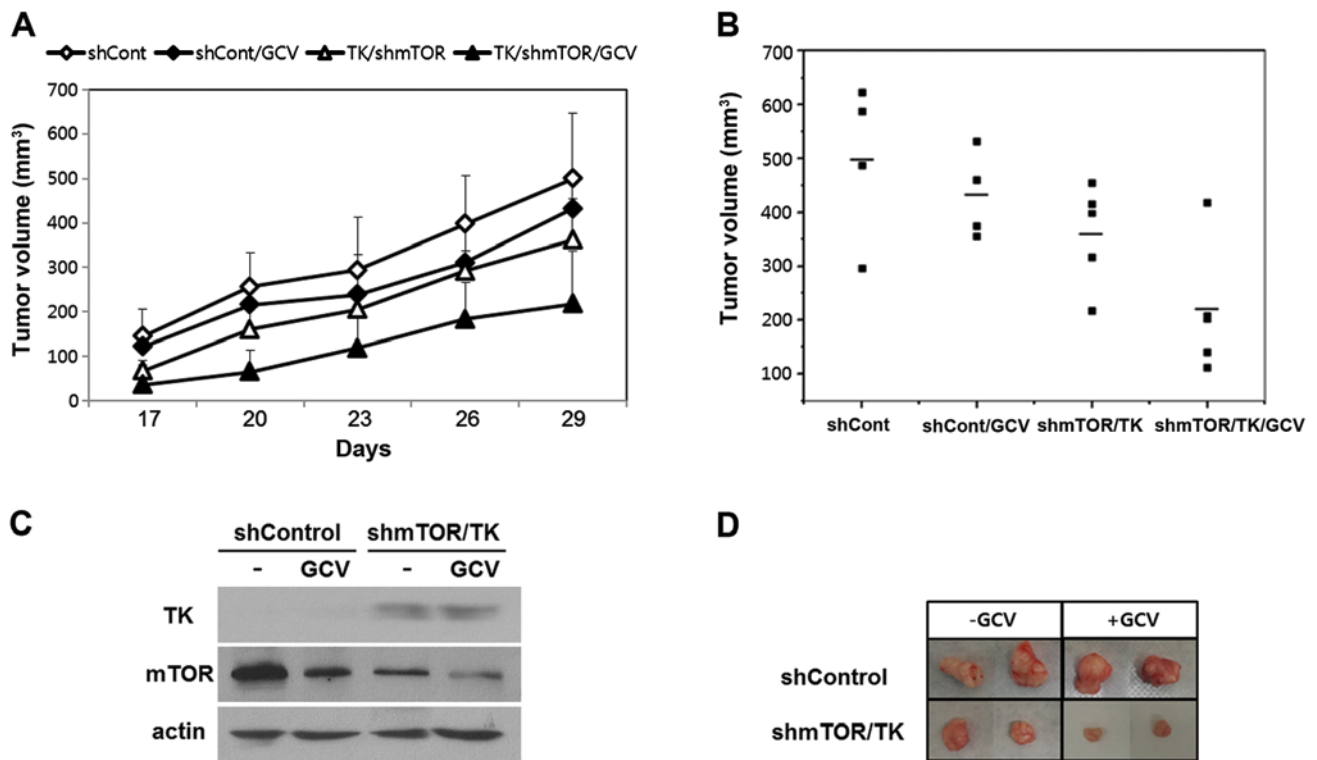 A
shCont shCont/GCV TK/shmTOR TK/shmTOR/GCV
Tumor volume (mm³)
700
600
500
400
300
200
100
0
17 20 23 26 29
Days
B
Tumor volume (mm³)
700
600
500
400
300
200
100
shCont shCont/GCV shmTOR/TK shmTOR/TK/GCV
C
shControl shmTOR/TK
- GCV - GCV
TK
mTOR
actin
D
-GCV +GCV
shControl
shmTOR/TK